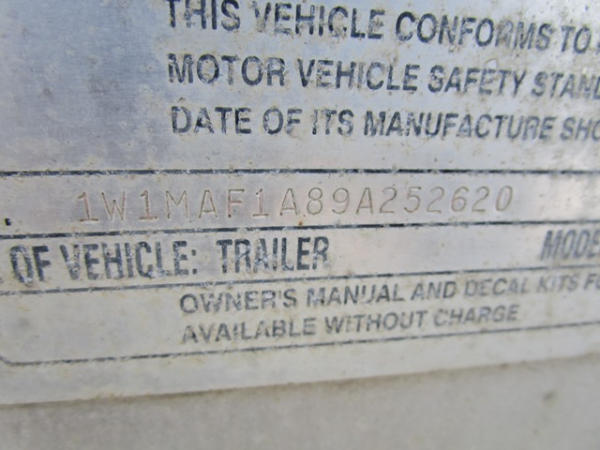 THIS VEHICLE CONFORMS TO
MOTOR VEHICLE SAFETY STAND
DATE OF ITS MANUFACTURE SHO
1W1MAF1A89A252620
OF VEHICLE: TRAILER MODE
OWNER'S MANUAL AND DECAL KITS FO
AVAILABLE WITHOUT CHARGE